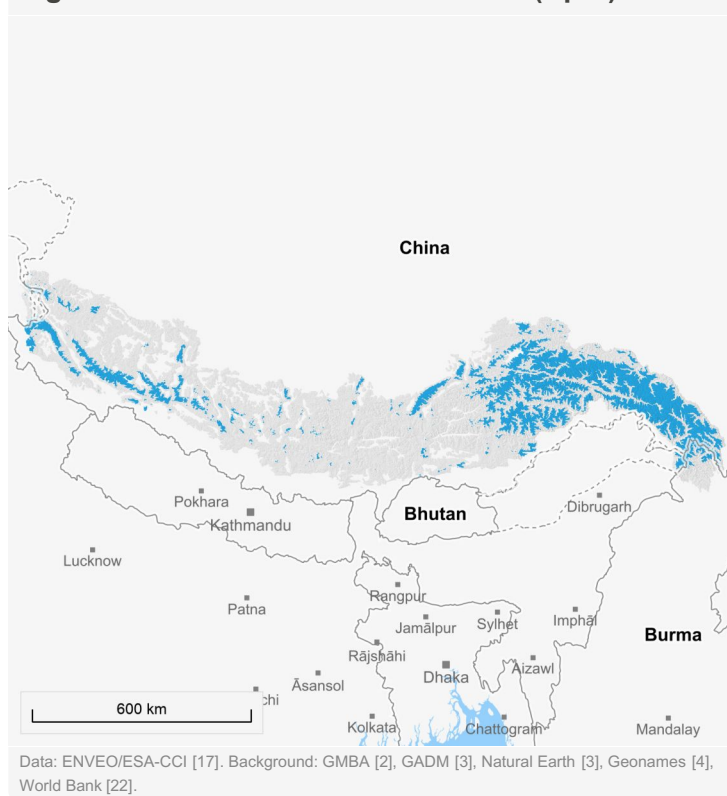 China
Pokhara
Kathmandu
Bhutan
Dibrugarh
Lucknow
Patna
Rangpur
Jamālpur
Sylhet
Imphāl
Burma
Rājshāhi
Dhaka
Aizawl
Āsansol
chi
600 km
Kolkata
Chattogram
Mandalay
Data: ENVEO/ESA-CCI [17]. Background: GMBA [2], GADM [3], Natural Earth [3], Geonames [4],
World Bank [22].